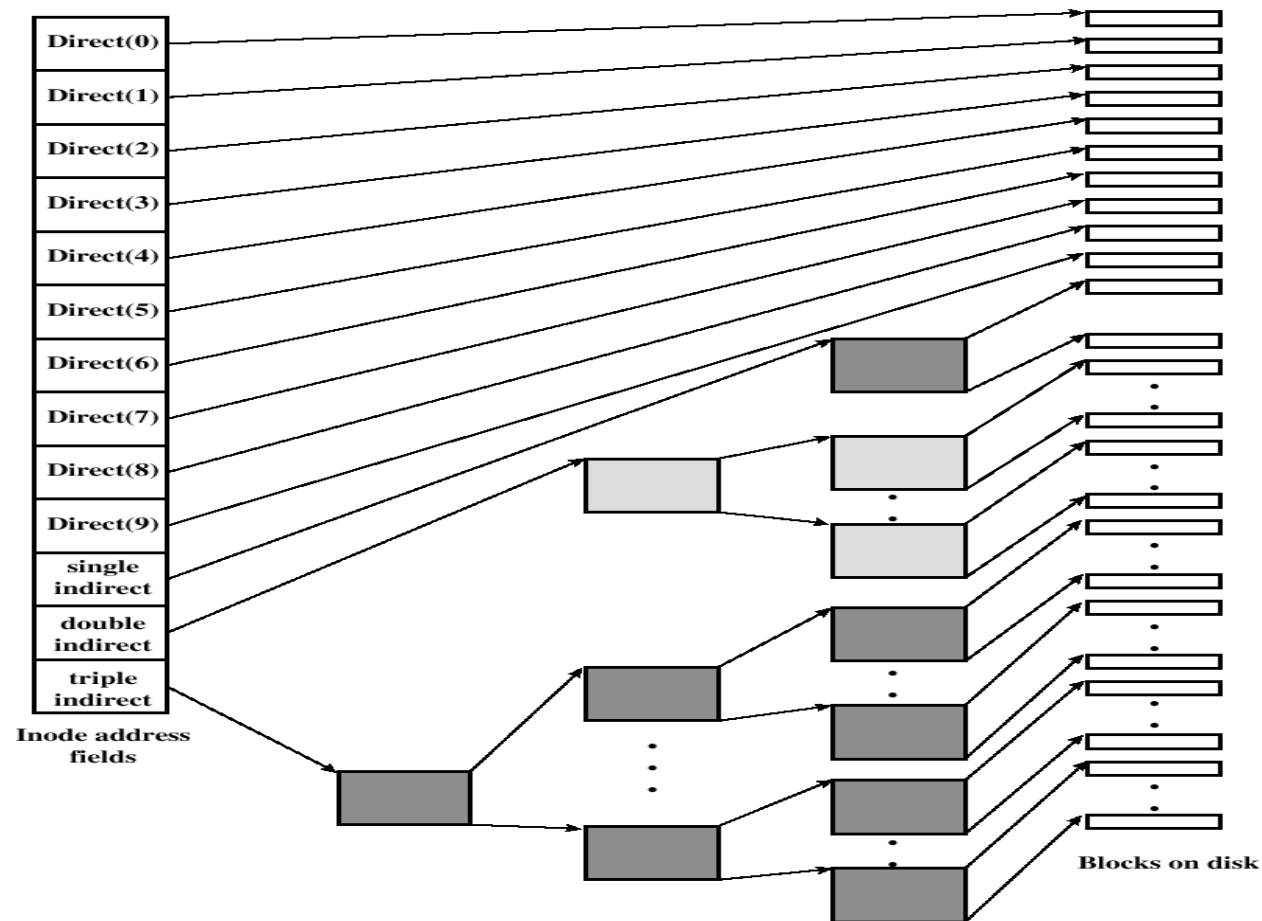 Direct(0)
Direct(1)
Direct(2)
Direct(3)
Direct(4)
Direct(5)
Direct(6)
Direct(7)
Direct(8)
Direct(9)
single
indirect
double
indirect
triple
indirect
Inode address
fields
Blocks on disk